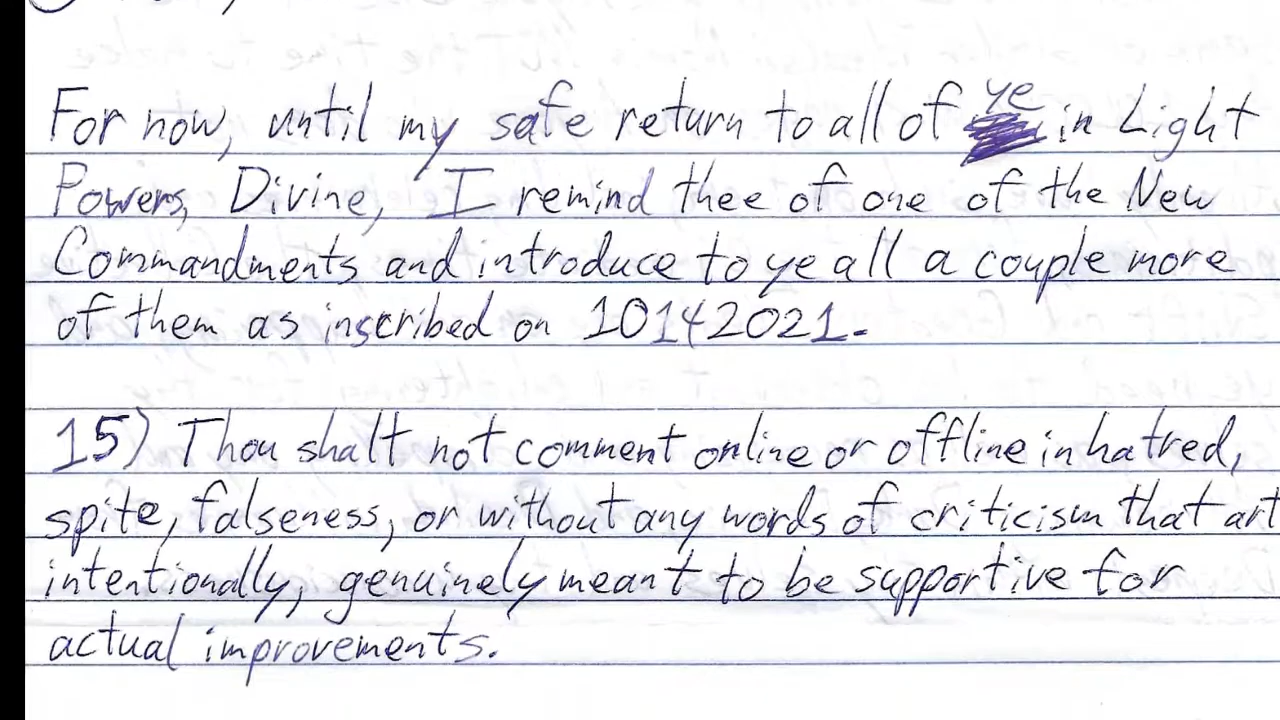 For now, until my safe return to all of ye in Light
Powers, Divine, I remind thee of one of the New
Commandments and introduce to ye all a couple more
of them as inscribed on 10142021.
15) Thou shalt not comment online or offline in hatred,
spite, falseness, or without any words of criticism that art
intentionally, genuinely meant to be supportive for
actual improvements.